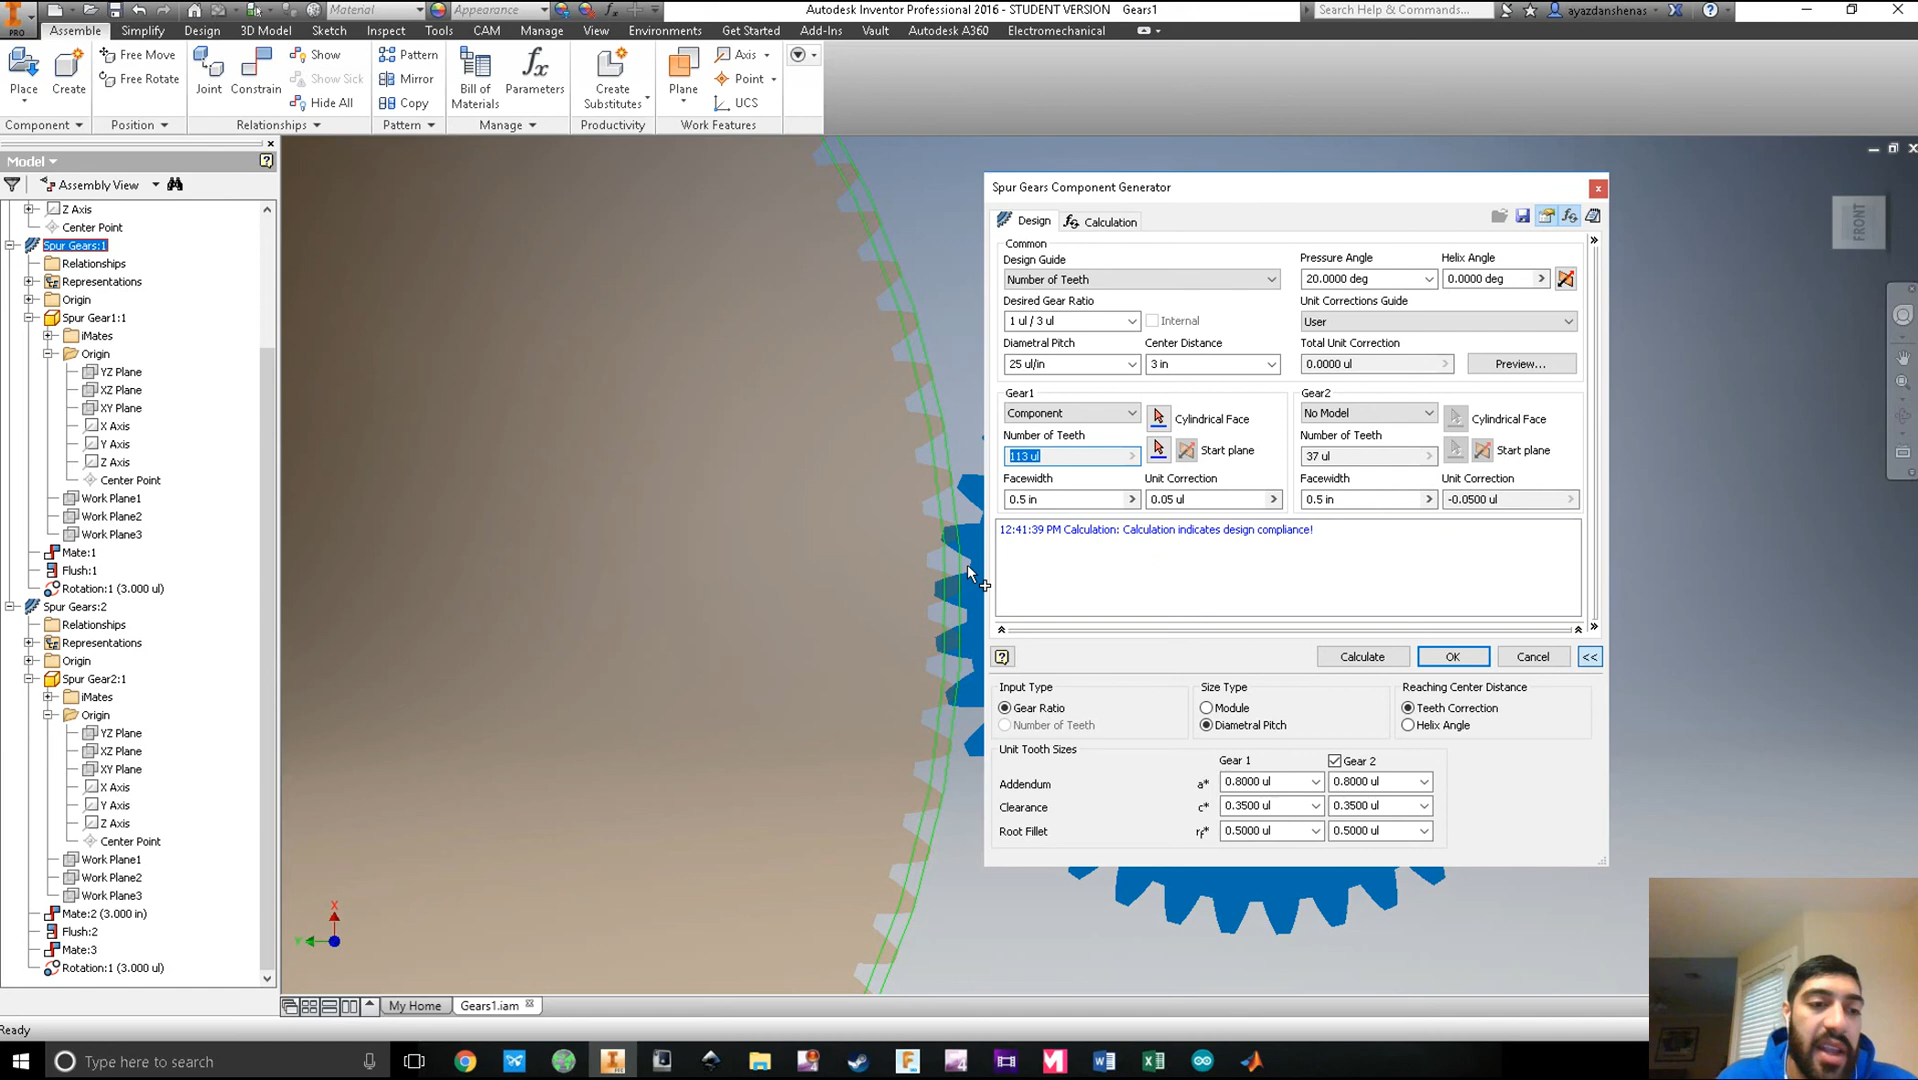 Material
Appearance
Autodesk Inventor Professional 2016 - STUDENT VERSION Gears1
Search Help & Commands...
ayazdanshenas
PRO
Assemble Simplify Design 3D Model Sketch Inspect Tools CAM Manage View Environments Get Started Add-Ins Vault Autodesk A360 Electromechanical
Place
Create
Free Move
Free Rotate
Joint
Constrain
Show
Show Sick
Hide All
Pattern
Mirror
Copy
Bill of
Materials
Parameters
Create
Substitutes
Plane
Axis
Point
UCS
Component Position Relationships Pattern Manage Productivity Work Features
Model
Assembly View
Z Axis
Center Point
Spur Gears:1
Relationships
Representations
Origin
Spur Gear1:1
iMates
Origin
YZ Plane
XZ Plane
XY Plane
X Axis
Y Axis
Z Axis
Center Point
Work Plane1
Work Plane2
Work Plane3
Mate:1
Flush:1
Rotation:1 (3.000 ul)
Spur Gears:2
Relationships
Representations
Origin
Spur Gear2:1
iMates
Origin
YZ Plane
XZ Plane
XY Plane
X Axis
Y Axis
Z Axis
Center Point
Work Plane1
Work Plane2
Work Plane3
Mate:2 (3.000 in)
Flush:2
Mate:3
Rotation:1 (3.000 ul)
X
Y
FRONT
Spur Gears Component Generator
Design Calculation
Common
Design Guide
Number of Teeth
Pressure Angle Helix Angle
20.0000 deg 0.0000 deg
Desired Gear Ratio
1 ul / 3 ul Internal
Unit Corrections Guide
User
Diametral Pitch Center Distance
25 ul/in 3 in
Total Unit Correction
0.0000 ul Preview...
Gear1
Component Cylindrical Face
Number of Teeth
113 ul Start plane
Facewidth Unit Correction
0.5 in 0.05 ul
Gear2
No Model Cylindrical Face
Number of Teeth
37 ul Start plane
Facewidth Unit Correction
0.5 in -0.0500 ul
12:41:39 PM Calculation: Calculation indicates design compliance!
Calculate OK Cancel <<
Input Type
Gear Ratio
Number of Teeth
Size Type
Module
Diametral Pitch
Reaching Center Distance
Teeth Correction
Helix Angle
Unit Tooth Sizes
Gear 1 Gear 2
Addendum a* 0.8000 ul 0.8000 ul
Clearance c* 0.3500 ul 0.3500 ul
Root Fillet rf* 0.5000 ul 0.5000 ul
My Home Gears1.iam
Ready
Type here to search